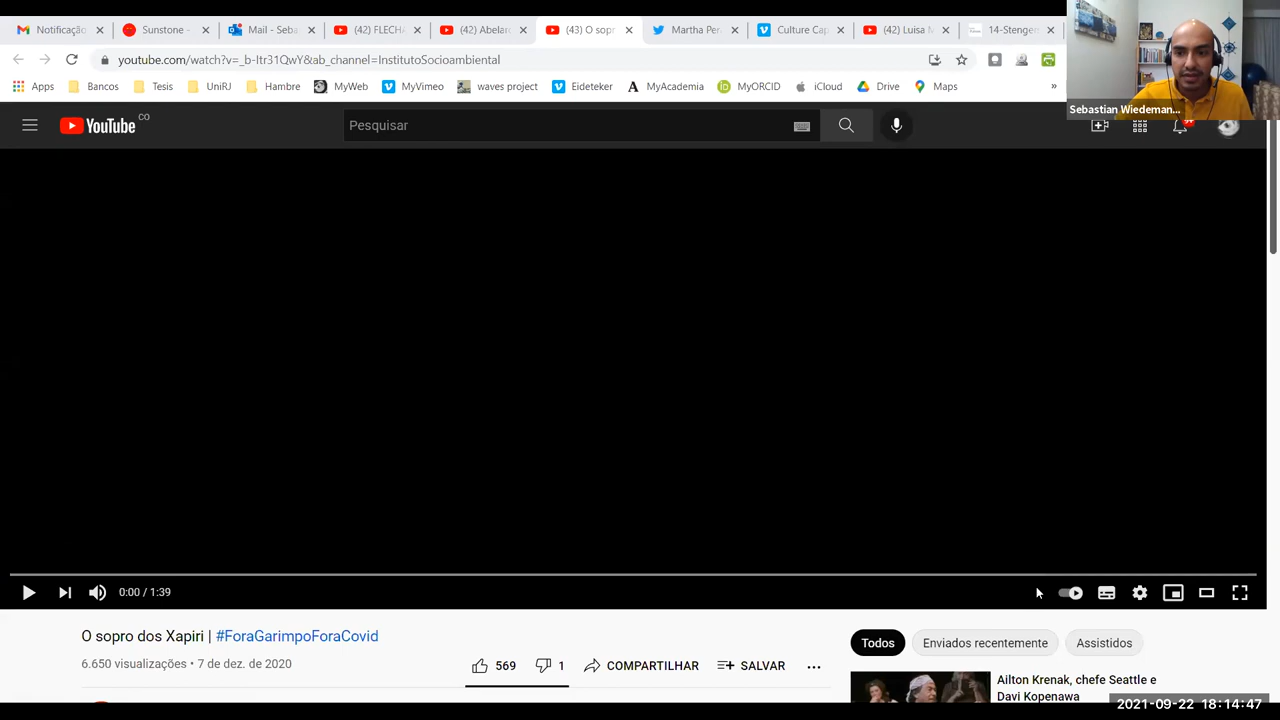 Notificação
Sunstone -
Mail - Seba
(42) FLECHA
(42) Abelard
(43) O sopr
Martha Per
Culture Cap
(42) Luisa
14-Stenger
youtube.com/watch?v=_b-Itr31QwY&ab_channel=InstitutoSocioambiental
Apps
Bancos
Tesis
UniRJ
Hambre
MyWeb
MyVimeo
waves project
Eideteker
MyAcademia
MyORCID
iCloud
Drive
Maps
»
Sebastian Wiedeman...
YouTube CO
Pesquisar
9+
0:00 / 1:39
O sopro dos Xapiri | #ForaGarimpoForaCovid
6.650 visualizações • 7 de dez. de 2020
569
1
COMPARTILHAR
SALVAR
Todos
Enviados recentemente
Assistidos
Ailton Krenak, chefe Seattle e
Davi Kopenawa
2021-09-22 18:14:47